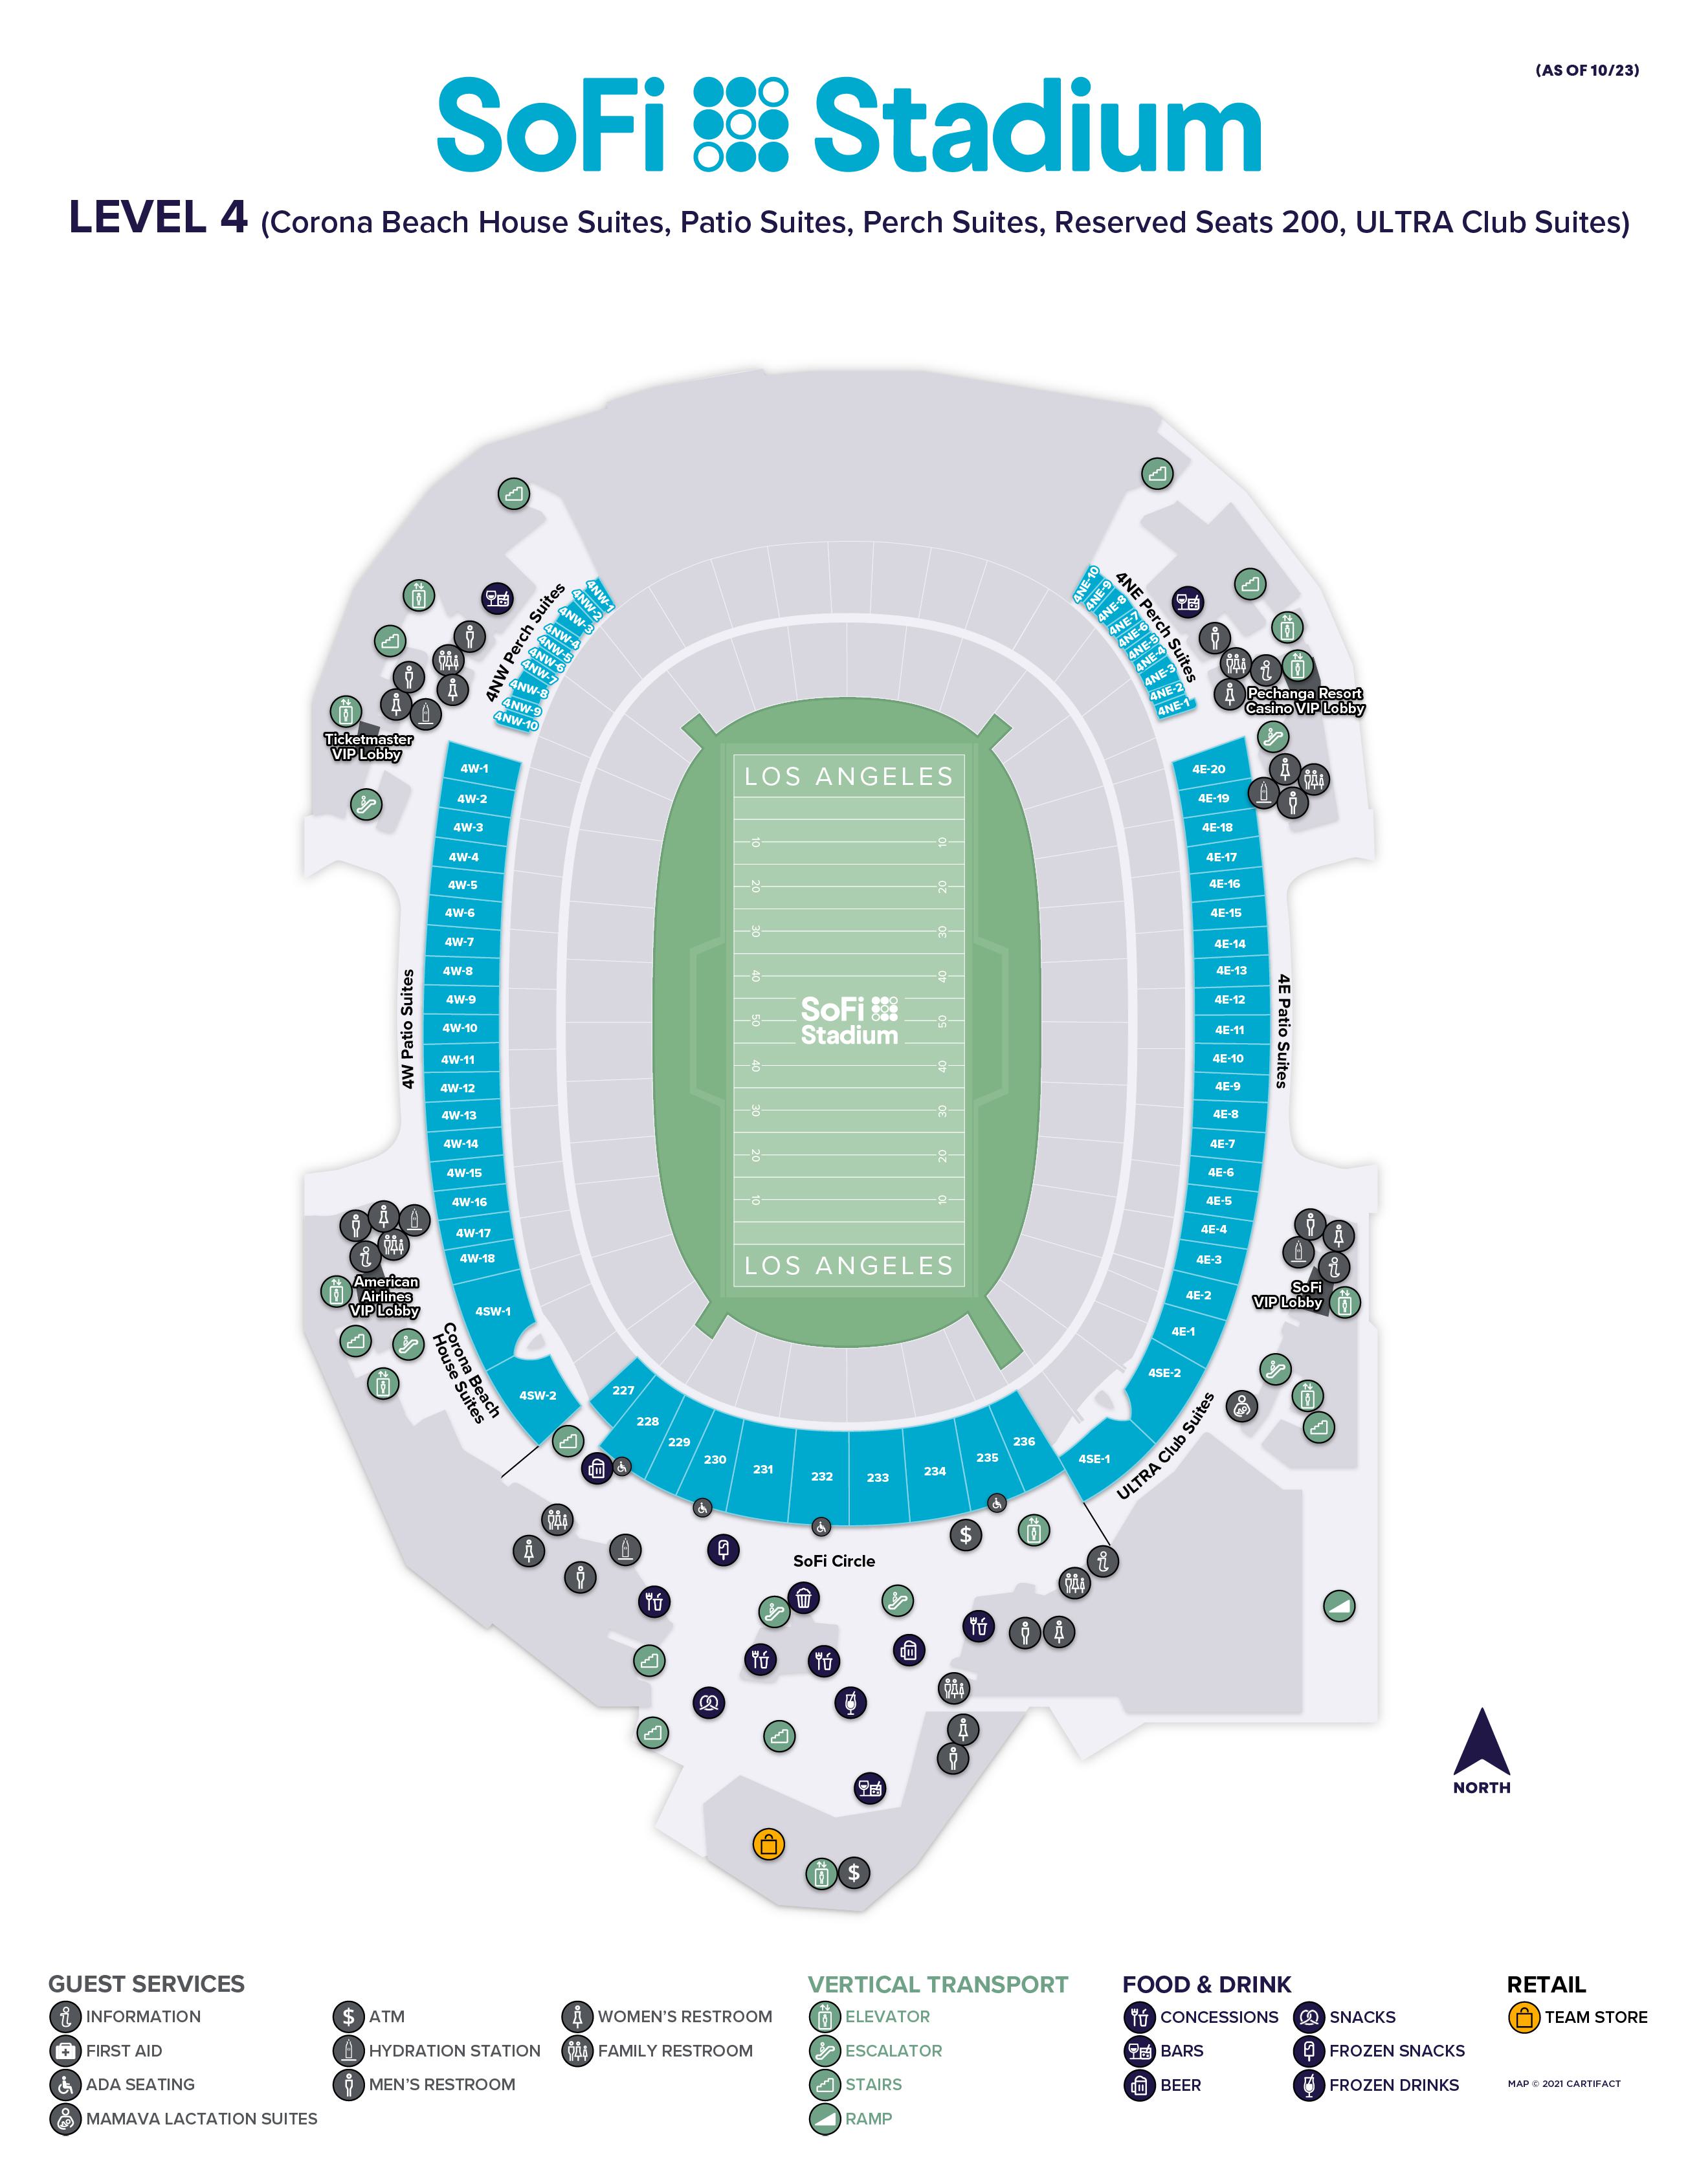 (AS OF 10/23)
SoFi Stadium
LEVEL 4 (Corona Beach House Suites, Patio Suites, Perch Suites, Reserved Seats 200, ULTRA Club Suites)
4NW Perch Suites
4NW-1
4NW-2
4NW-3
4NW-4
4NW-5
4NW-6
4NW-7
4NW-8
4NW-9
4NW-10
4NE Perch Suites
4NE-10
4NE-9
4NE-8
4NE-7
4NE-6
4NE-5
4NE-4
4NE-3
4NE-2
4NE-1
Ticketmaster
VIP Lobby
Pechanga Resort
Casino VIP Lobby
4W Patio Suites
4W-1
4W-2
4W-3
4W-4
4W-5
4W-6
4W-7
4W-8
4W-9
4W-10
4W-11
4W-12
4W-13
4W-14
4W-15
4W-16
4W-17
4W-18
4SW-1
4SW-2
LOS ANGELES
10 10
20 20
30 30
40 40
SoFi
Stadium
50 50
40 40
30 30
20 20
10 10
LOS ANGELES
4E-20
4E-19
4E-18
4E-17
4E-16
4E-15
4E-14
4E-13
4E-12
4E-11
4E-10
4E-9
4E-8
4E-7
4E-6
4E-5
4E-4
4E-3
4E-2
4E-1
4SE-2
4SE-1
4E Patio Suites
American
Airlines
VIP Lobby
SoFi
VIP Lobby
Corona Beach
House Suites
ULTRA Club Suites
227
228
229
230
231
232
233
234
235
236
$
SoFi Circle
$
NORTH
GUEST SERVICES
INFORMATION
FIRST AID
ADA SEATING
MAMAVA LACTATION SUITES
$ ATM
HYDRATION STATION
MEN'S RESTROOM
WOMEN'S RESTROOM
FAMILY RESTROOM
VERTICAL TRANSPORT
ELEVATOR
ESCALATOR
STAIRS
RAMP
FOOD & DRINK
CONCESSIONS
BARS
BEER
SNACKS
FROZEN SNACKS
FROZEN DRINKS
RETAIL
TEAM STORE
MAP © 2021 CARTIFACT